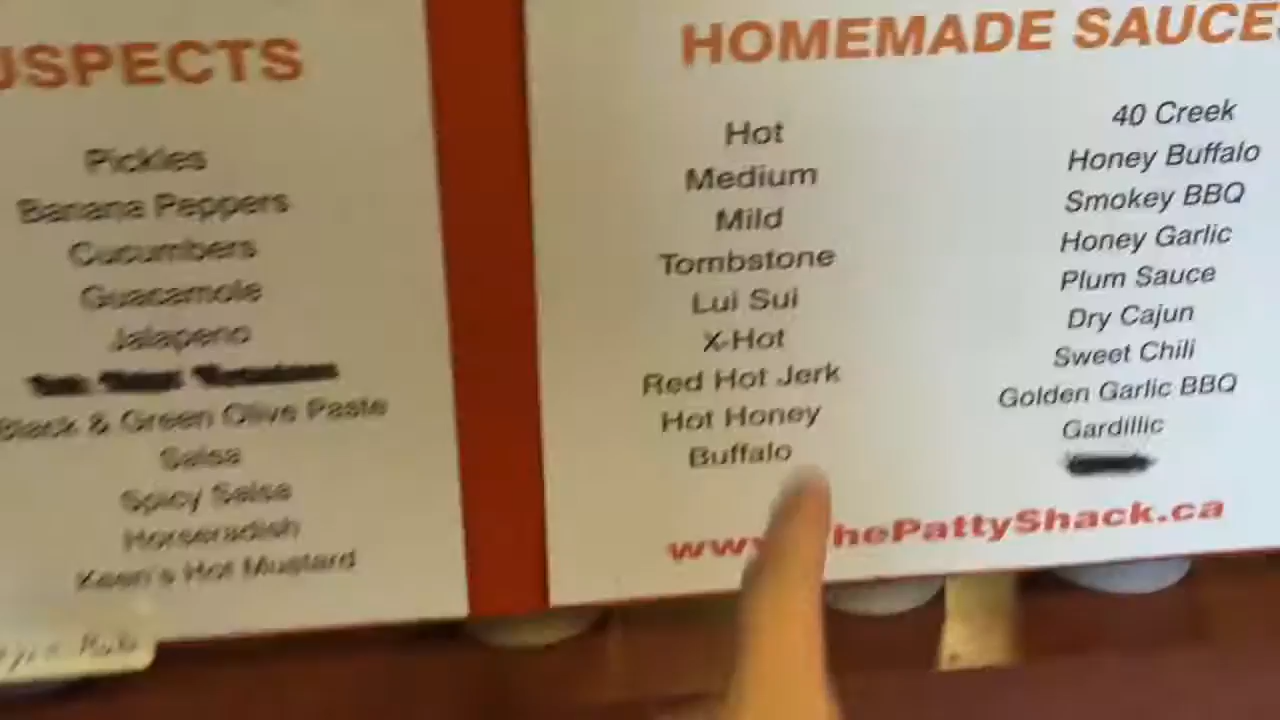 USPECTS
Pickles
Banana Peppers
Cucumbers
Guacamole
Jalapeno
Black & Green Olive Paste
Salsa
Spicy Salsa
Horseradish
Keen's Hot Mustard
HOMEMADE SAUCES
Hot
Medium
Mild
Tombstone
Lui Sui
X-Hot
Red Hot Jerk
Hot Honey
Buffalo
40 Creek
Honey Buffalo
Smokey BBQ
Honey Garlic
Plum Sauce
Dry Cajun
Sweet Chili
Golden Garlic BBQ
Gardillic
www.ThePattyShack.ca